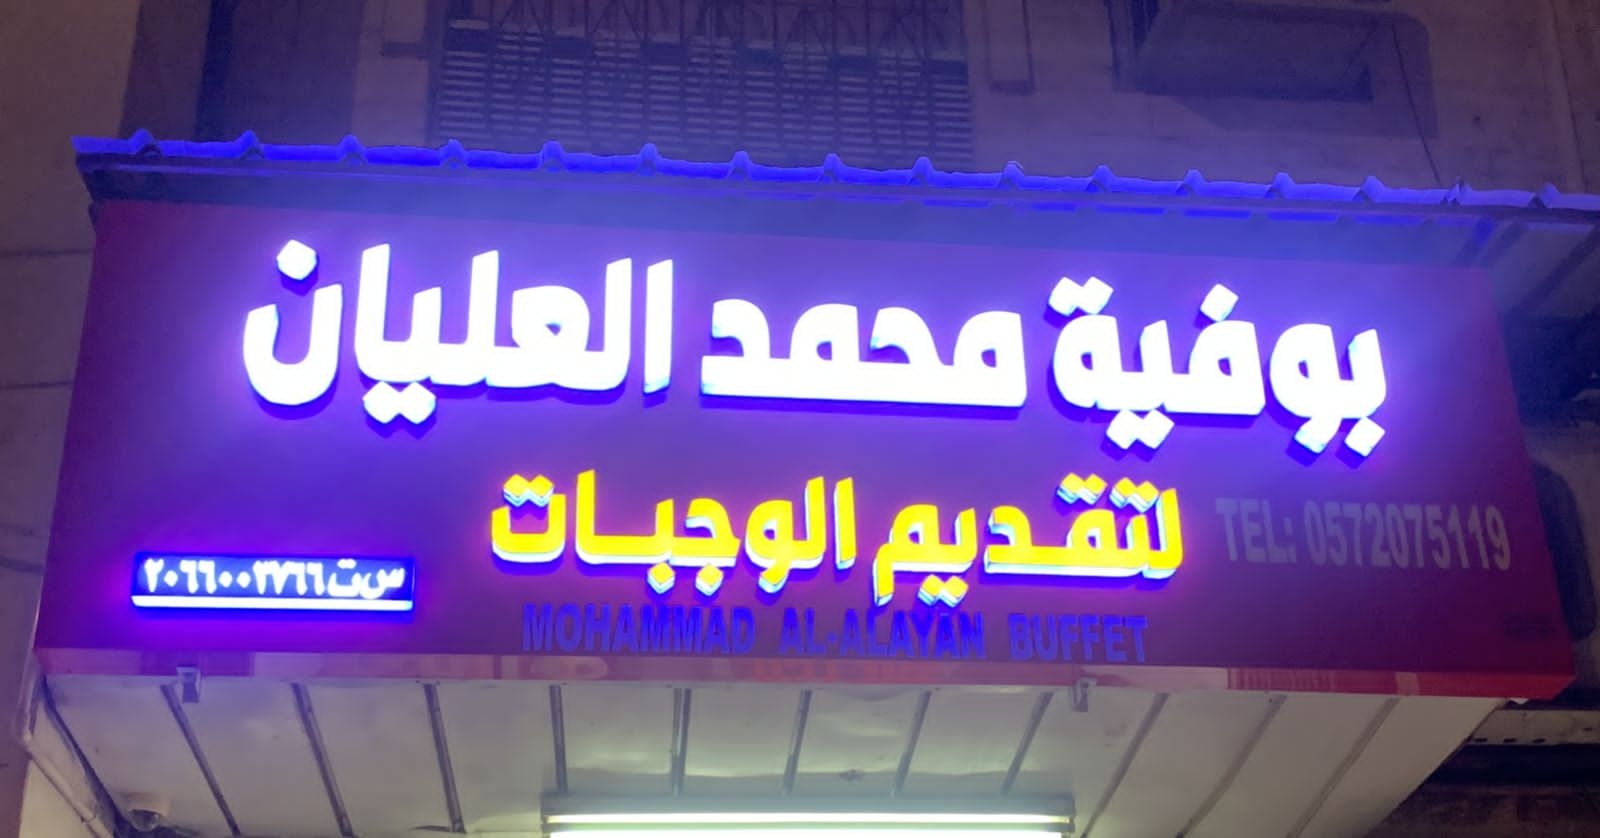 بوفية محمد العليان
لتقديم الوجبات
TEL: 0572075119
س ت ٢٠٦٦٠٠٢٧٦٦
MOHAMMAD AL-ALAYAN BUFFET